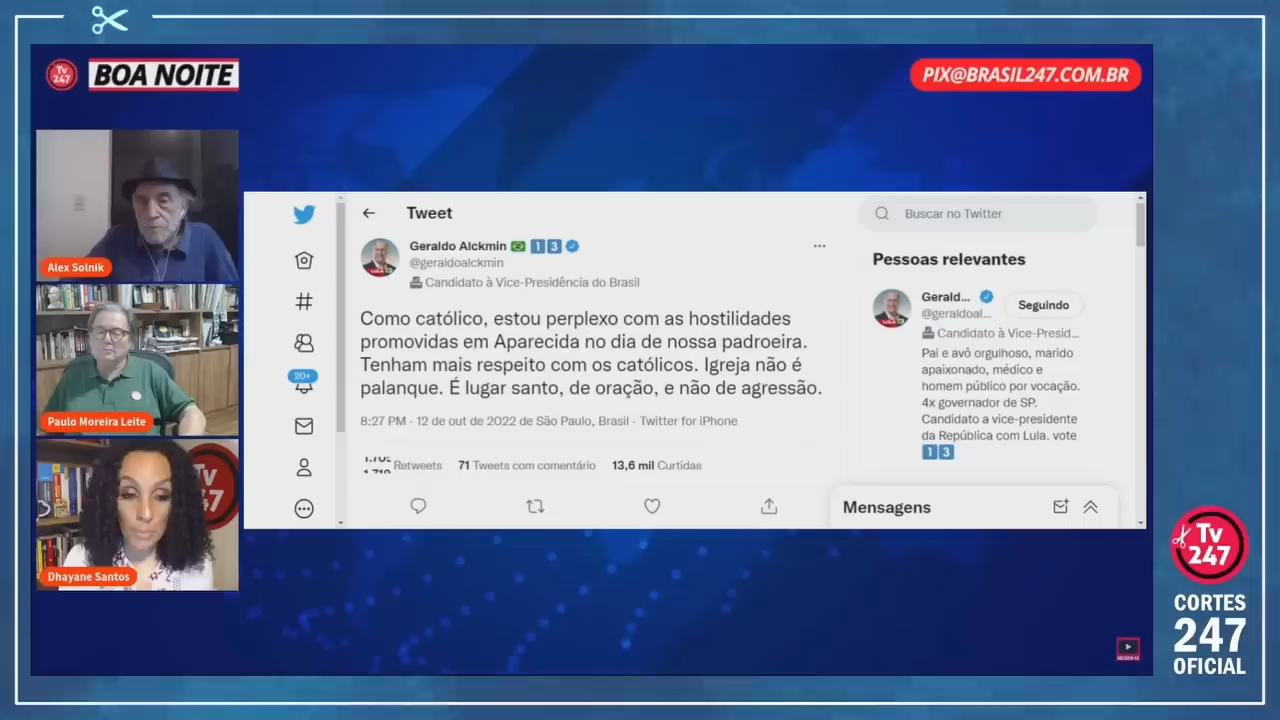 Tv
247
BOA NOITE
PIX@BRASIL247.COM.BR
Alex Solnik
Paulo Moreira Leite
Tv
247
Dhayane Santos
20+
Tweet
Geraldo Alckmin 🇧🇷 1 3
@geraldoalckmin
Candidato à Vice-Presidência do Brasil
Como católico, estou perplexo com as hostilidades
promovidas em Aparecida no dia de nossa padroeira.
Tenham mais respeito com os católicos. Igreja não é
palanque. É lugar santo, de oração, e não de agressão.
8:27 PM · 12 de out de 2022 de São Paulo, Brasil · Twitter for iPhone
Retweets 71 Tweets com comentário 13,6 mil Curtidas
Buscar no Twitter
Pessoas relevantes
Gerald...
@geraldoal...
Seguindo
Candidato à Vice-Presid...
Pai e avô orgulhoso, marido
apaixonado, médico e
homem público por vocação.
4x governador de SP.
Candidato a vice-presidente
da República com Lula. vote
1 3
Mensagens
Tv
247
CORTES
247
OFICIAL